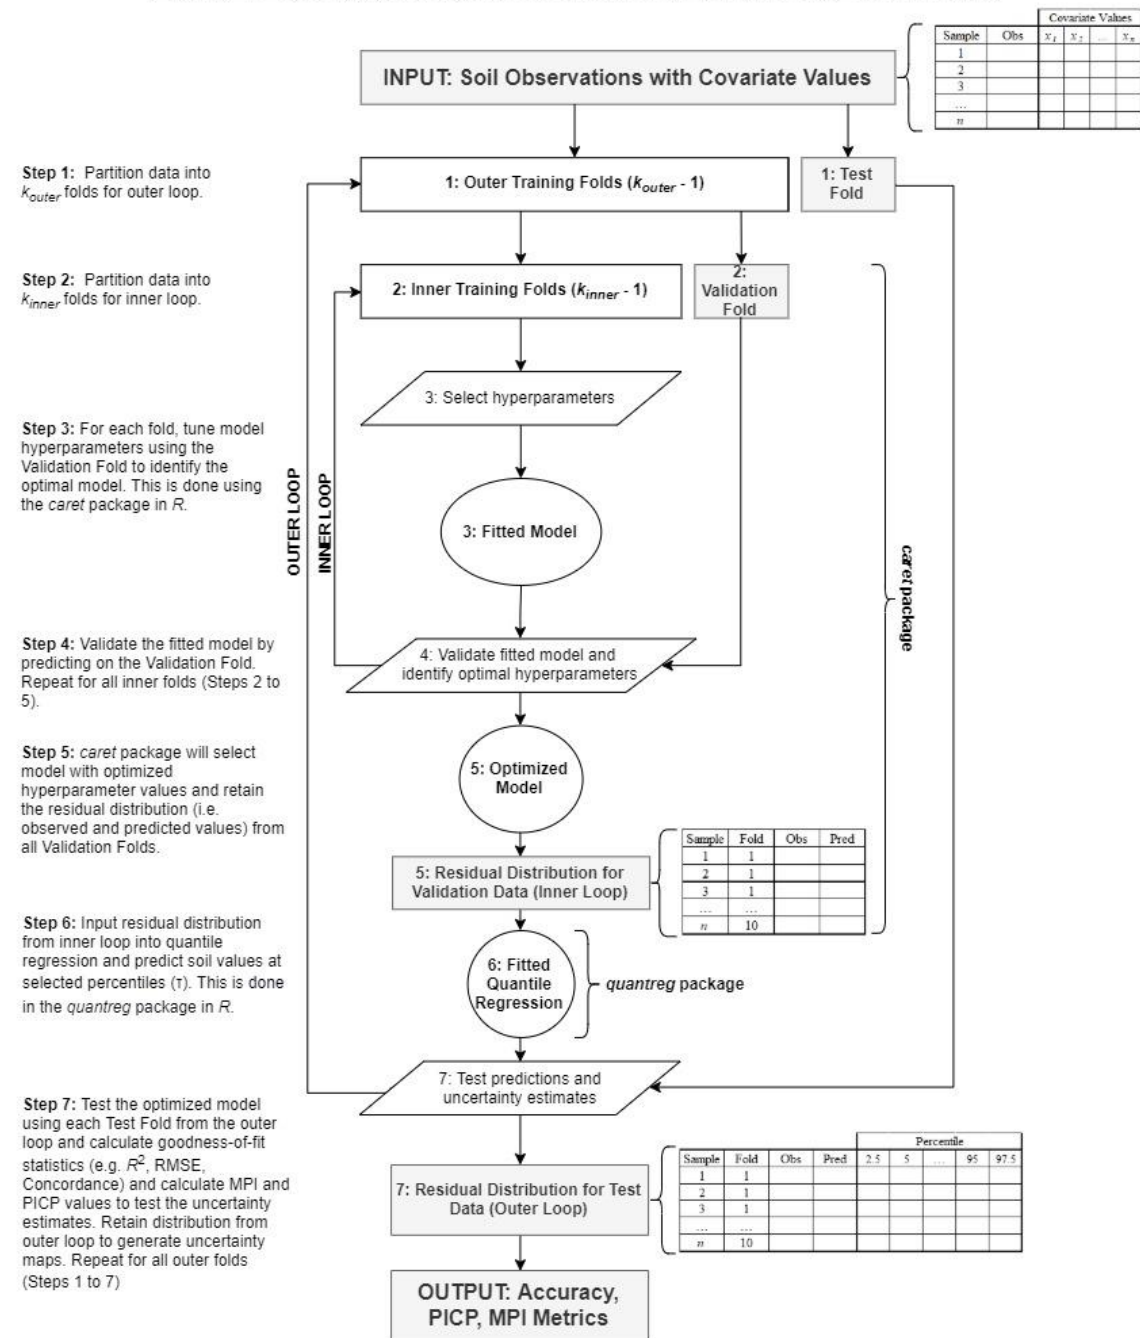 Covariate Values
Sample Obs x1 x2 ... xn
1
2
3
...
n
INPUT: Soil Observations with Covariate Values
Step 1: Partition data into
kouter folds for outer loop.
1: Outer Training Folds (kouter - 1)
1: Test
Fold
Step 2: Partition data into
kinner folds for inner loop.
2: Inner Training Folds (kinner - 1)
2:
Validation
Fold
3: Select hyperparameters
Step 3: For each fold, tune model
hyperparameters using the
Validation Fold to identify the
optimal model. This is done using
the caret package in R.
OUTER LOOP
INNER LOOP
3: Fitted Model
caret package
Step 4: Validate the fitted model by
predicting on the Validation Fold.
Repeat for all inner folds (Steps 2 to
5).
4: Validate fitted model and
identify optimal hyperparameters
Step 5: caret package will select
model with optimized
hyperparameter values and retain
the residual distribution (i.e.
observed and predicted values) from
all Validation Folds.
5: Optimized
Model
5: Residual Distribution for
Validation Data (Inner Loop)
Sample Fold Obs Pred
1 1
2 1
3 1
... ...
n 10
Step 6: Input residual distribution
from inner loop into quantile
regression and predict soil values at
selected percentiles (τ). This is done
in the quantreg package in R.
6: Fitted
Quantile
Regression
quantreg package
7: Test predictions and
uncertainty estimates
Step 7: Test the optimized model
using each Test Fold from the outer
loop and calculate goodness-of-fit
statistics (e.g. R2, RMSE,
Concordance) and calculate MPI and
PICP values to test the uncertainty
estimates. Retain distribution from
outer loop to generate uncertainty
maps. Repeat for all outer folds
(Steps 1 to 7)
7: Residual Distribution for Test
Data (Outer Loop)
Percentile
Sample Fold Obs Pred 2.5 5 ... 95 97.5
1 1
2 1
3 1
... ...
n 10
OUTPUT: Accuracy,
PICP, MPI Metrics